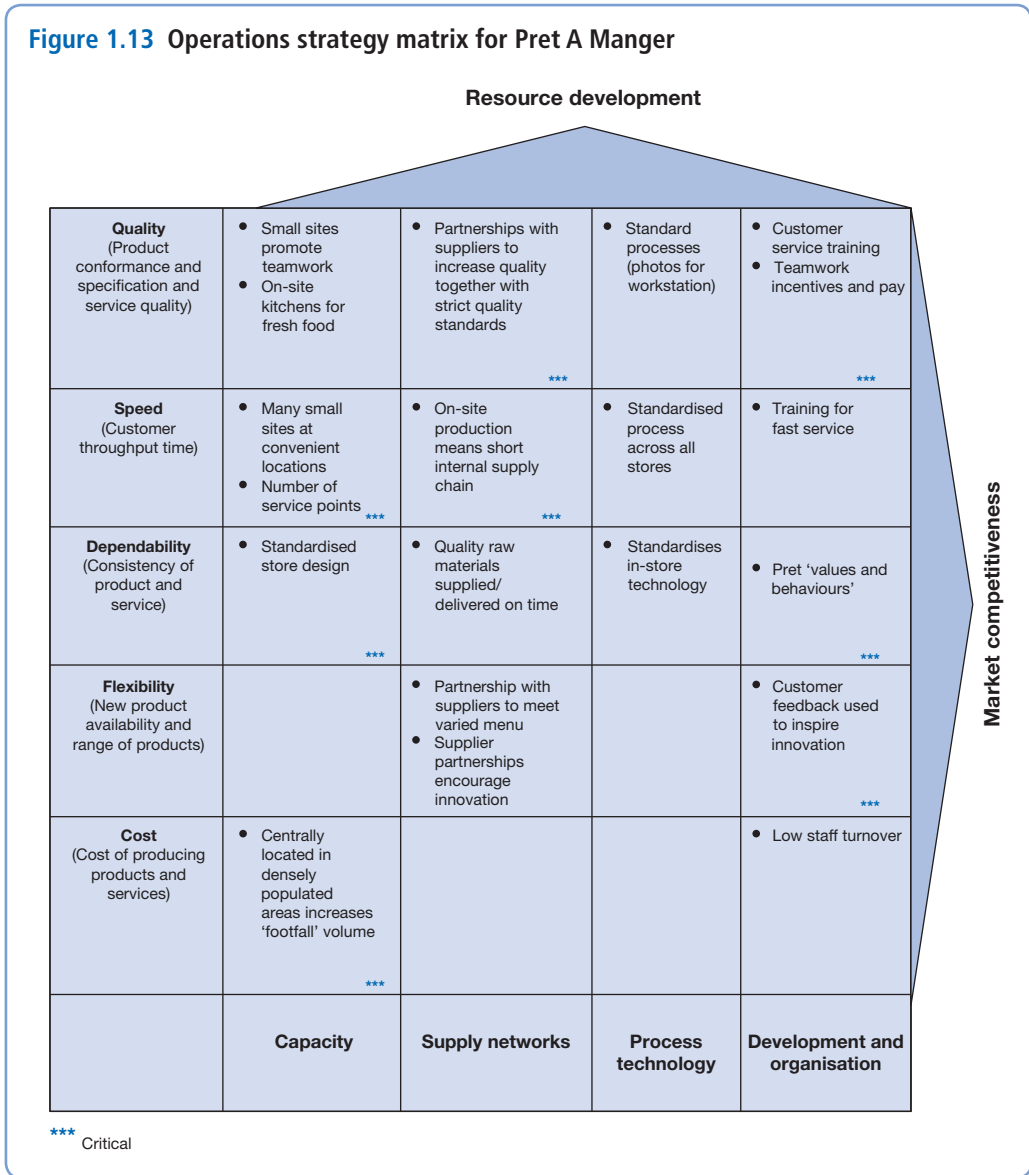 Figure 1.13 Operations strategy matrix for Pret A Manger
Resource development
Quality
(Product
conformance and
specification and
service quality)
• Small sites
promote
teamwork
• On-site
kitchens for
fresh food
• Partnerships with
suppliers to
increase quality
together with
strict quality
standards
***
• Standard
processes
(photos for
workstation)
• Customer
service training
• Teamwork
incentives and pay
***
Speed
(Customer
throughput time)
• Many small
sites at
convenient
locations
• Number of
service points
***
• On-site
production
means short
internal supply
chain
***
• Standardised
process
across all
stores
• Training for
fast service
Dependability
(Consistency of
product and
service)
• Standardised
store design
***
• Quality raw
materials
supplied/
delivered on time
• Standardises
in-store
technology
• Pret ‘values and
behaviours’
***
Flexibility
(New product
availability and
range of products)
• Partnership with
suppliers to meet
varied menu
• Supplier
partnerships
encourage
innovation
• Customer
feedback used
to inspire
innovation
***
Cost
(Cost of producing
products and
services)
• Centrally
located in
densely
populated
areas increases
‘footfall’ volume
***
• Low staff turnover
Capacity
Supply networks
Process
technology
Development and
organisation
Market competitiveness
*** Critical